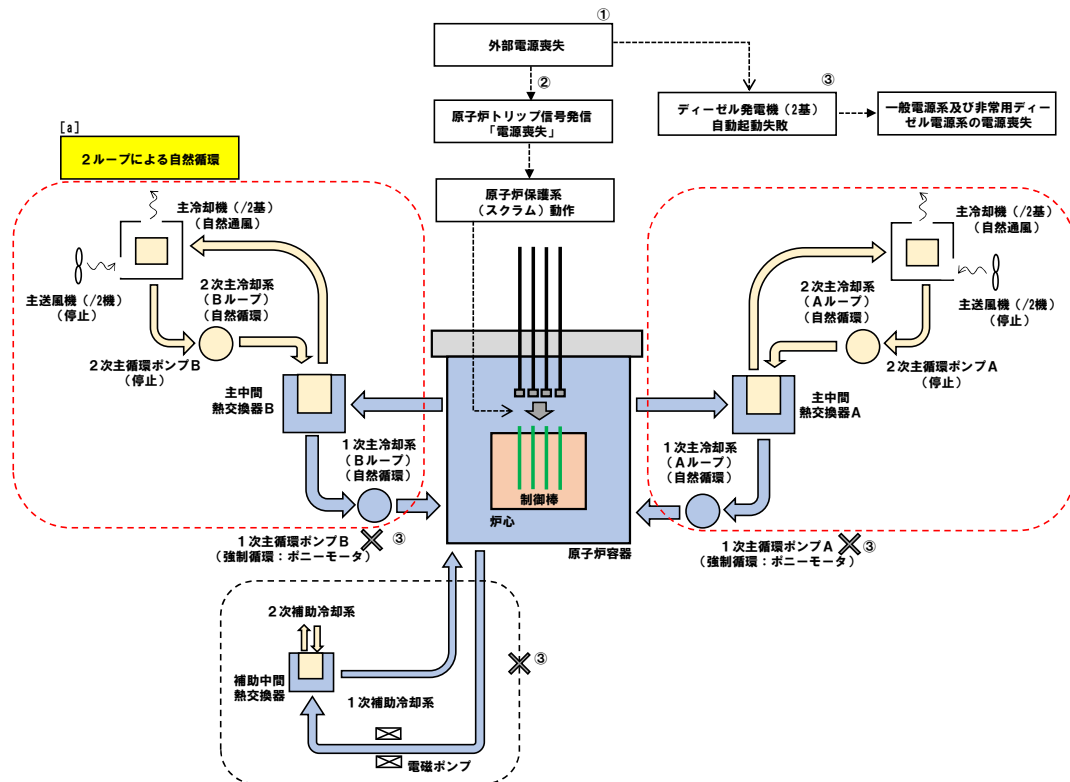 ①
外部電源喪失
②
③
原子炉トリップ信号発信
「電源喪失」
ディーゼル発電機(2基)
自動起動失敗
一般電源系及び非常用ディー
ゼル電源系の電源喪失
[a]
2ループによる自然循環
原子炉保護系
(スクラム)動作
主冷却機(/2基)
(自然通風)
主送風機(/2機)
(停止)
2次主冷却系
(Bループ)
(自然循環)
2次主循環ポンプB
(停止)
主中間
熱交換器B
1次主冷却系
(Bループ)
(自然循環)
1次主循環ポンプB
(強制循環:ポニーモータ)
③
制御棒
炉心
原子炉容器
主冷却機(/2基)
(自然通風)
主送風機(/2機)
(停止)
2次主冷却系
(Aループ)
(自然循環)
2次主循環ポンプA
(停止)
主中間
熱交換器A
1次主冷却系
(Aループ)
(自然循環)
1次主循環ポンプA
(強制循環:ポニーモータ)
③
2次補助冷却系
③
補助中間
熱交換器
1次補助冷却系
電磁ポンプ